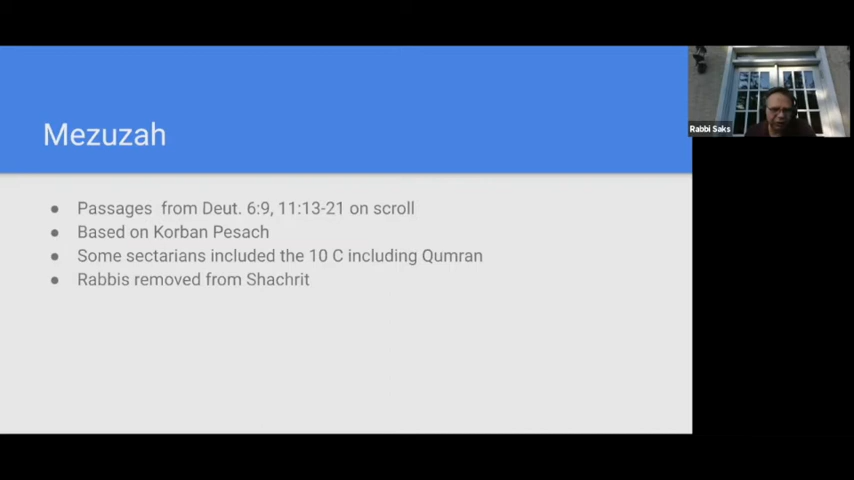 Mezuzah
● Passages from Deut. 6:9, 11:13-21 on scroll
● Based on Korban Pesach
● Some sectarians included the 10 C including Qumran
● Rabbis removed from Shachrit
Rabbi Saks